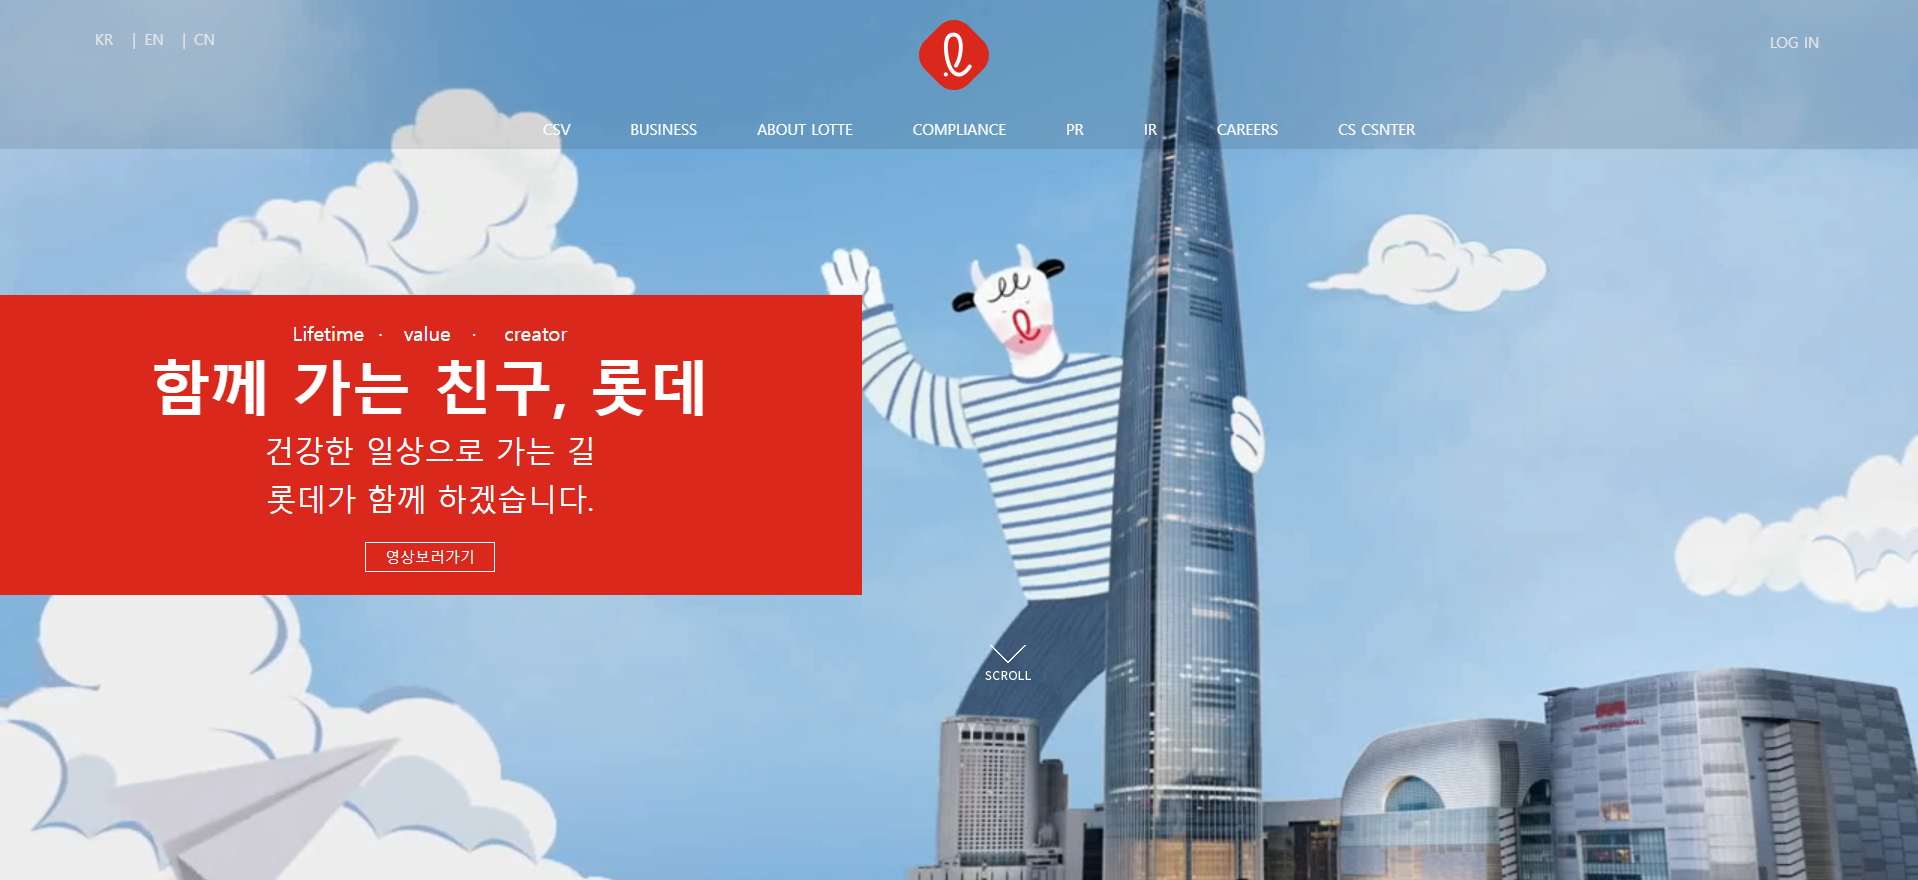 KR | EN | CN
LOG IN
CSV BUSINESS ABOUT LOTTE COMPLIANCE PR IR CAREERS CS CSNTER
Lifetime · value · creator
함께 가는 친구, 롯데
건강한 일상으로 가는 길
롯데가 함께 하겠습니다.
영상보러가기
SCROLL